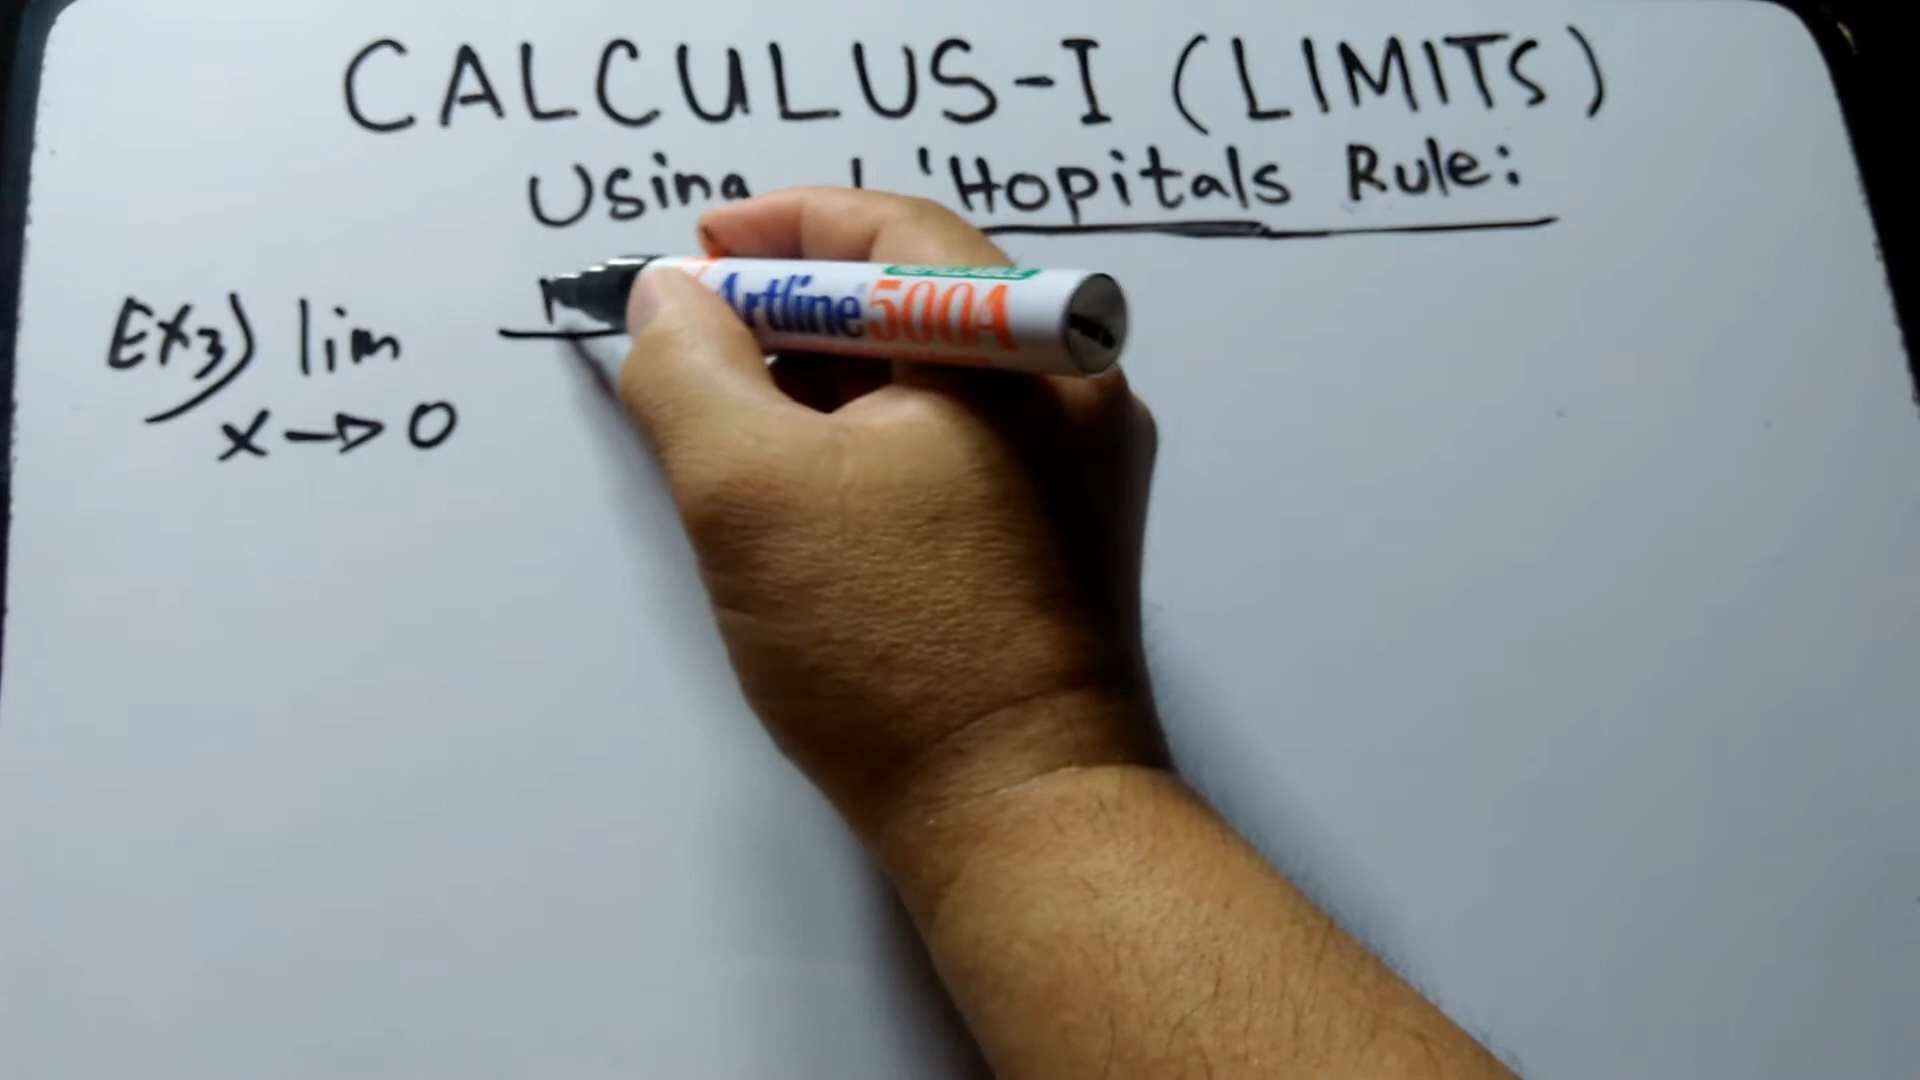 CALCULUS-I (LIMITS)
Using L'Hopitals Rule:
Ex3) lim
x→0
Artline 500A